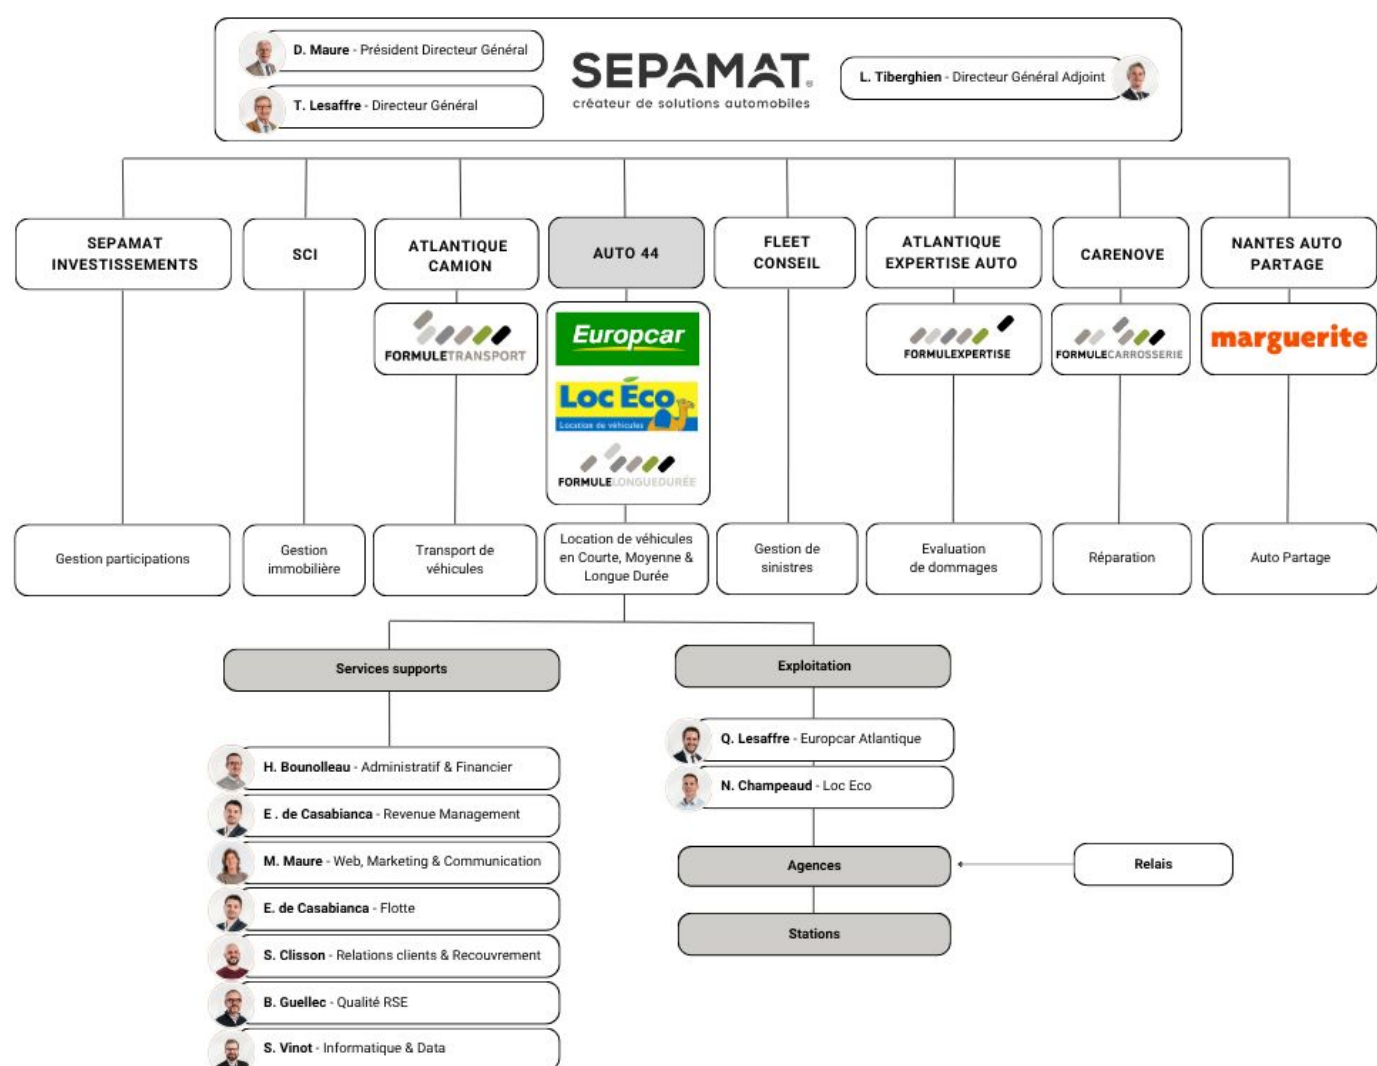 D. Maure - Président Directeur Général
T. Lesaffre - Directeur Général
SEPAMAT®
créateur de solutions automobiles
L. Tiberghien - Directeur Général Adjoint
SEPAMAT
INVESTISSEMENTS
SCI
ATLANTIQUE
CAMION
AUTO 44
FLEET
CONSEIL
ATLANTIQUE
EXPERTISE AUTO
CARENOVE
NANTES AUTO
PARTAGE
FORMULETRANSPORT
Europcar
Loc Éco
Location de véhicules
FORMULELONGUEDURÉE
FORMULEXPERTISE
FORMULECARROSSERIE
marguerite
Gestion participations
Gestion
immobilière
Transport de
véhicules
Location de véhicules
en Courte, Moyenne &
Longue Durée
Gestion de
sinistres
Evaluation
de dommages
Réparation
Auto Partage
Services supports
H. Bounolleau - Administratif & Financier
E . de Casabianca - Revenue Management
M. Maure - Web, Marketing & Communication
E. de Casabianca - Flotte
S. Clisson - Relations clients & Recouvrement
B. Guellec - Qualité RSE
S. Vinot - Informatique & Data
Exploitation
Q. Lesaffre - Europcar Atlantique
N. Champeaud - Loc Eco
Agences
Relais
Stations